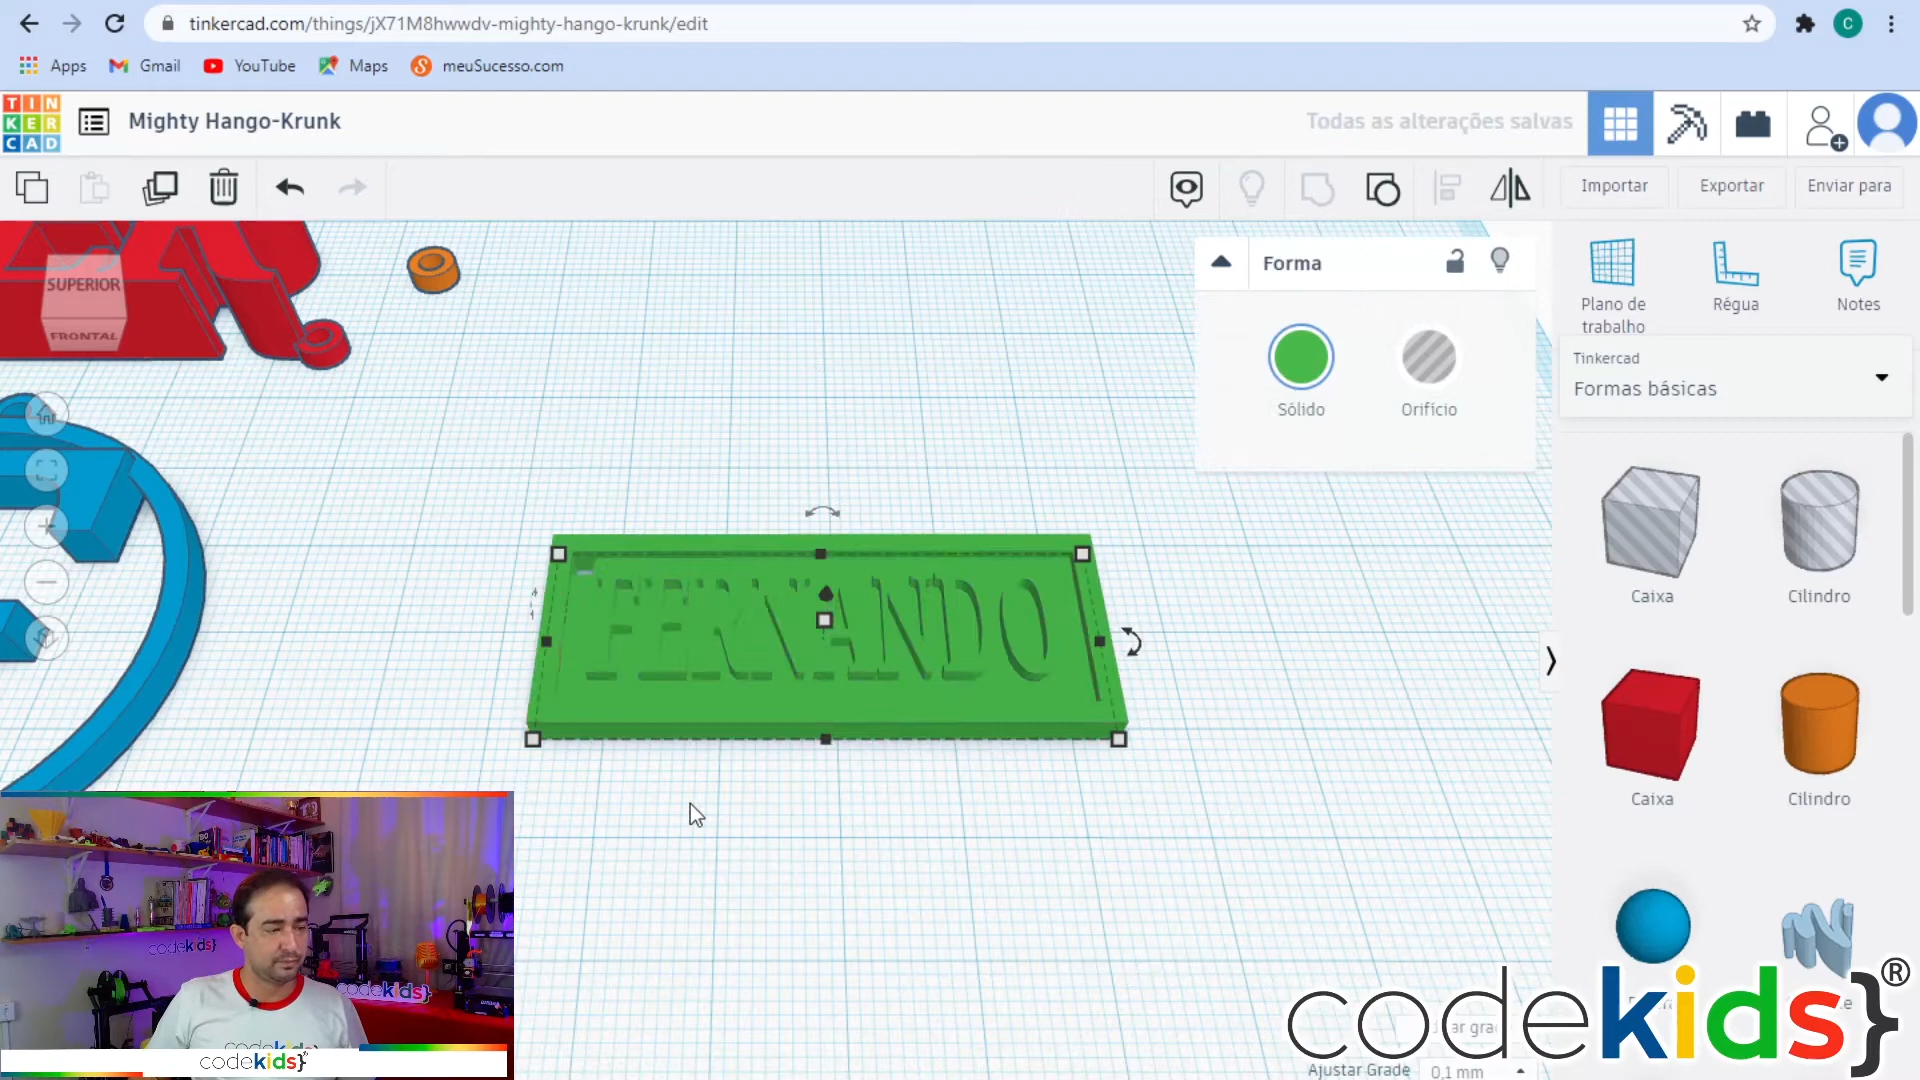 tinkercad.com/things/jX71M8hwwdv-mighty-hango-krunk/edit
C
Apps
Gmail
YouTube
Maps
meuSucesso.com
TIN
KER
CAD
Mighty Hango-Krunk
Todas as alterações salvas
Importar
Exportar
Enviar para
SUPERIOR
FRONTAL
Forma
Sólido
Orifício
Plano de
trabalho
Régua
Notes
Tinkercad
Formas básicas
Caixa
Cilindro
Caixa
Cilindro
FERNANDO
codekids}
codekids}
codekids}
codekids}®
Ajustar Grade
0,1 mm